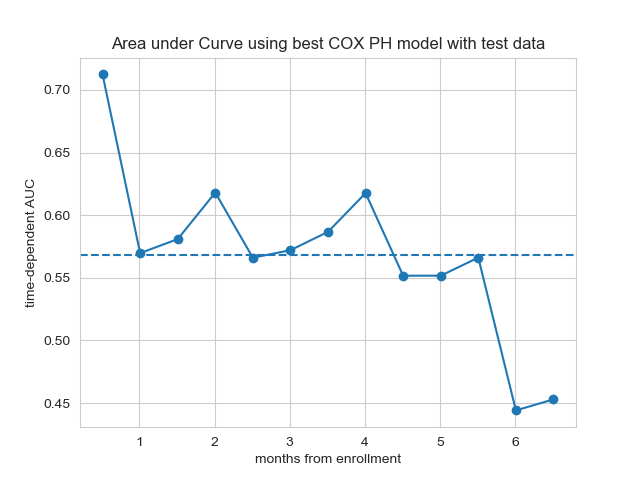 Area under Curve using best COX PH model with test data
time-dependent AUC
0.70
0.65
0.60
0.55
0.50
0.45
1 2 3 4 5 6
months from enrollment